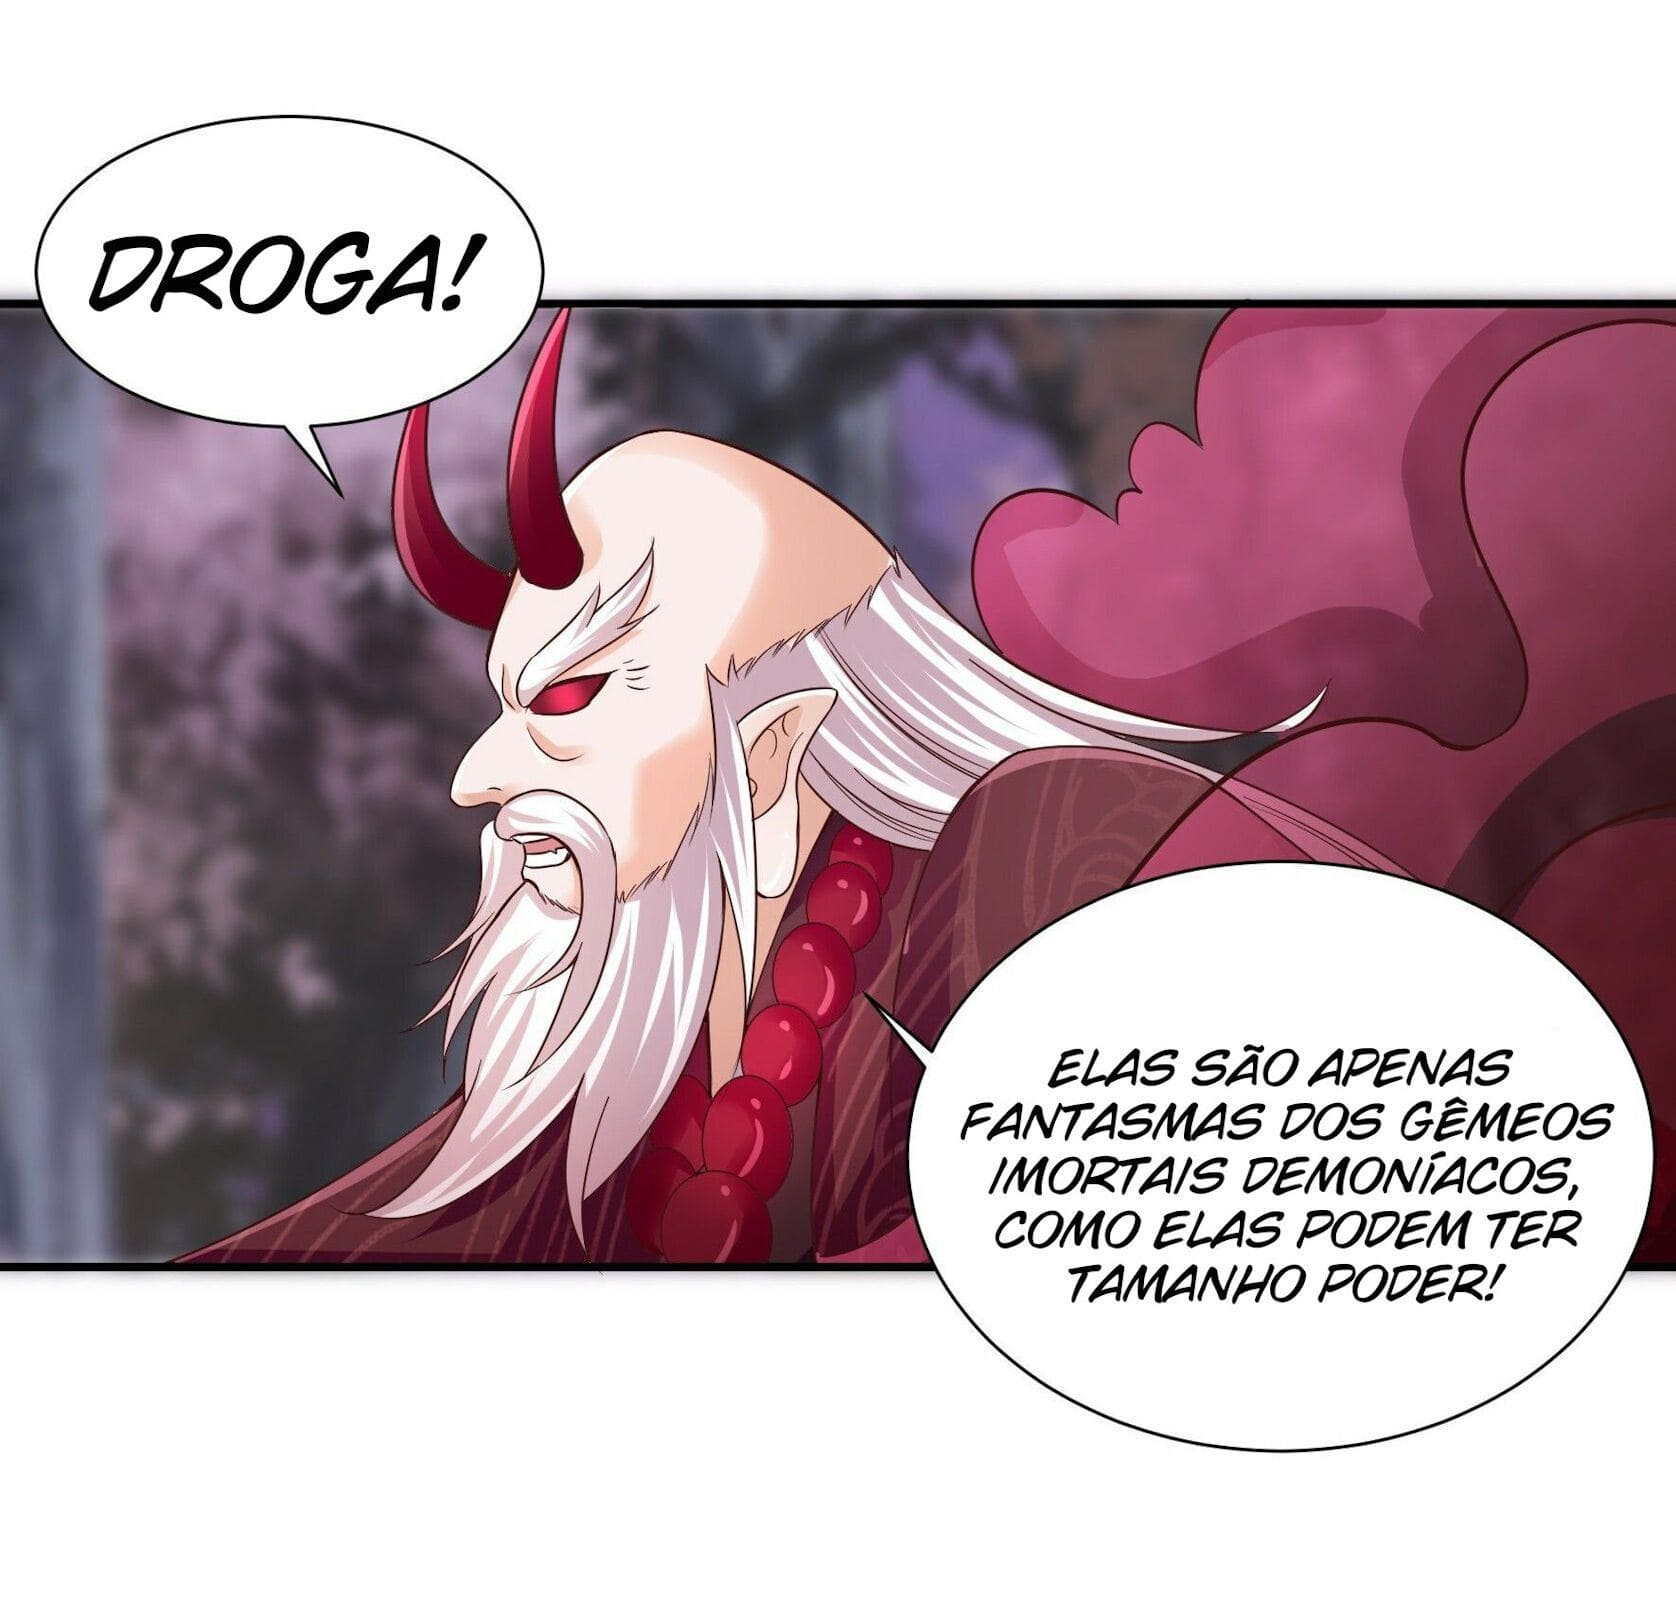 DROGA!
ELAS SÃO APENAS
FANTASMAS DOS GÊMEOS
IMORTAIS DEMONÍACOS,
COMO ELAS PODEM TER
TAMANHO PODER!